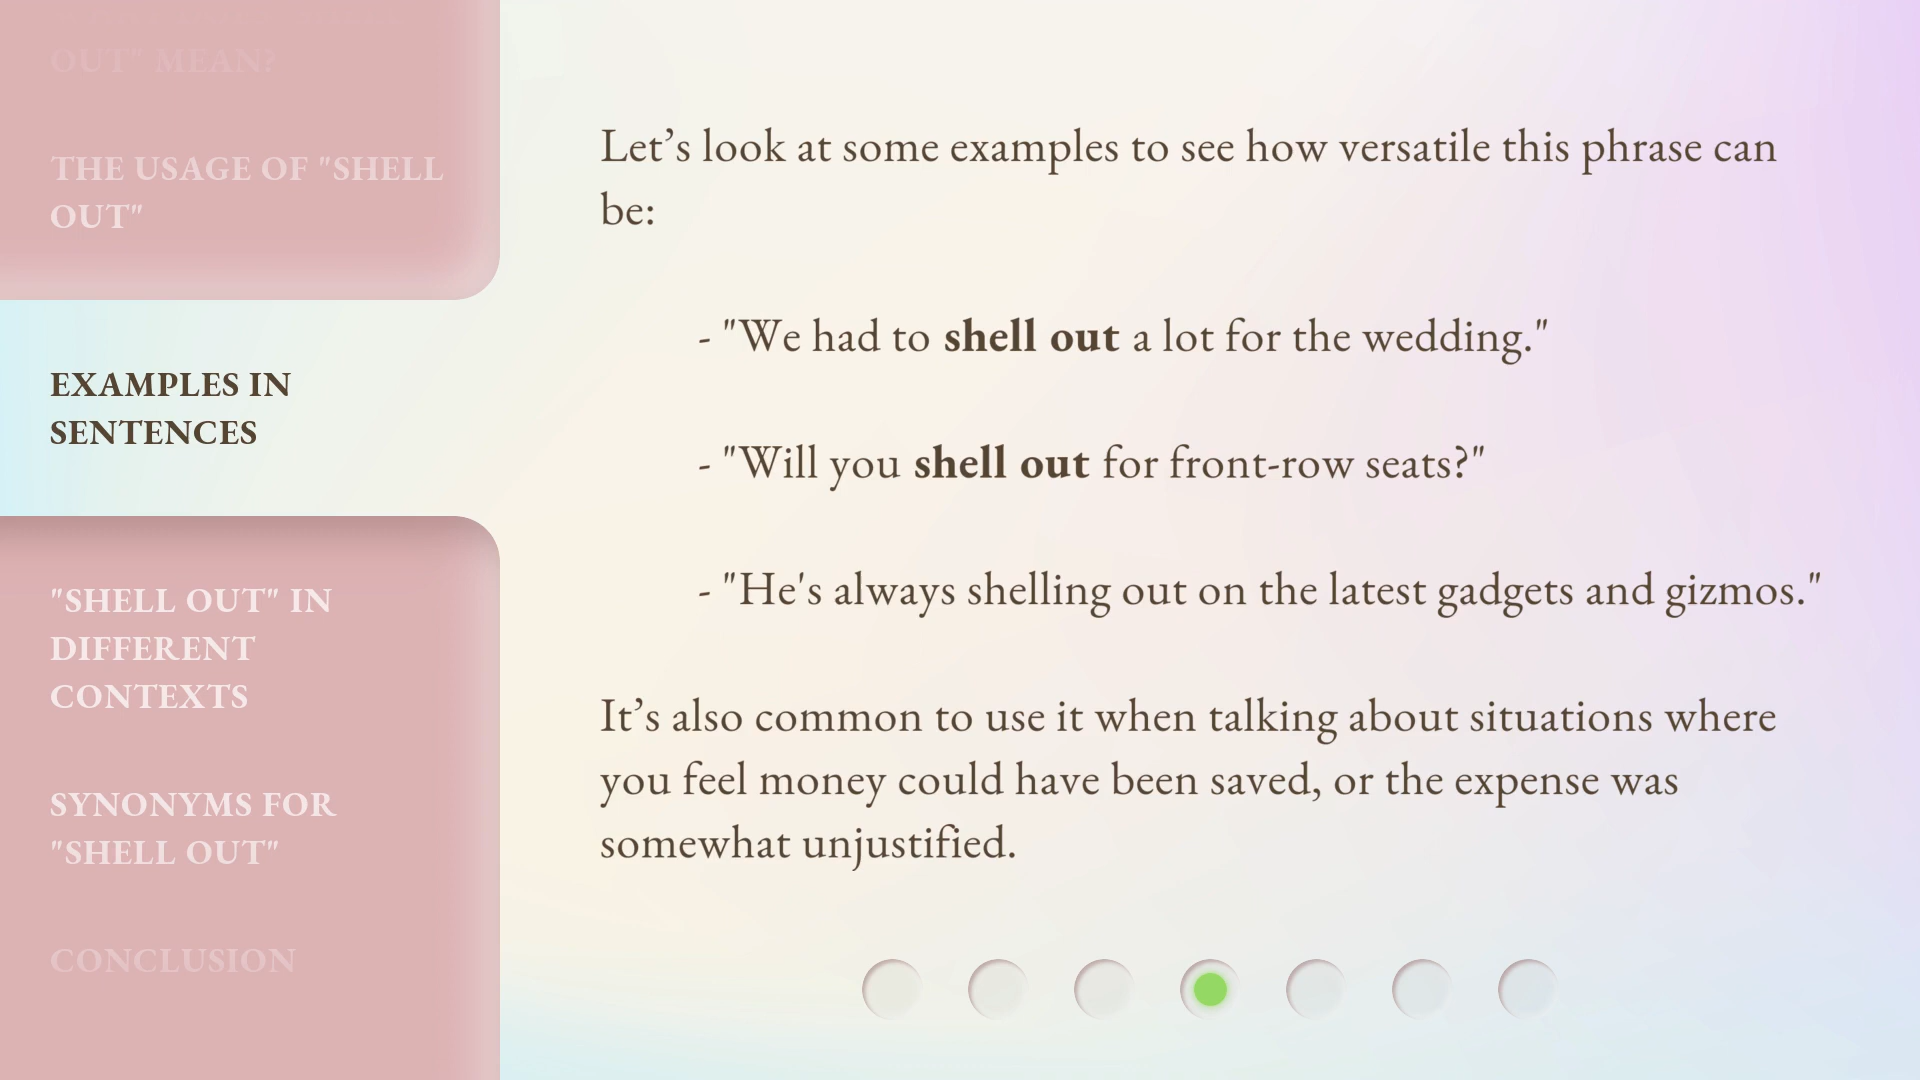 OUT" MEAN?
THE USAGE OF "SHELL
OUT"
EXAMPLES IN
SENTENCES
"SHELL OUT" IN
DIFFERENT
CONTEXTS
SYNONYMS FOR
"SHELL OUT"
CONCLUSION
Let’s look at some examples to see how versatile this phrase can
be:
- "We had to shell out a lot for the wedding."
- "Will you shell out for front-row seats?"
- "He's always shelling out on the latest gadgets and gizmos."
It’s also common to use it when talking about situations where
you feel money could have been saved, or the expense was
somewhat unjustified.